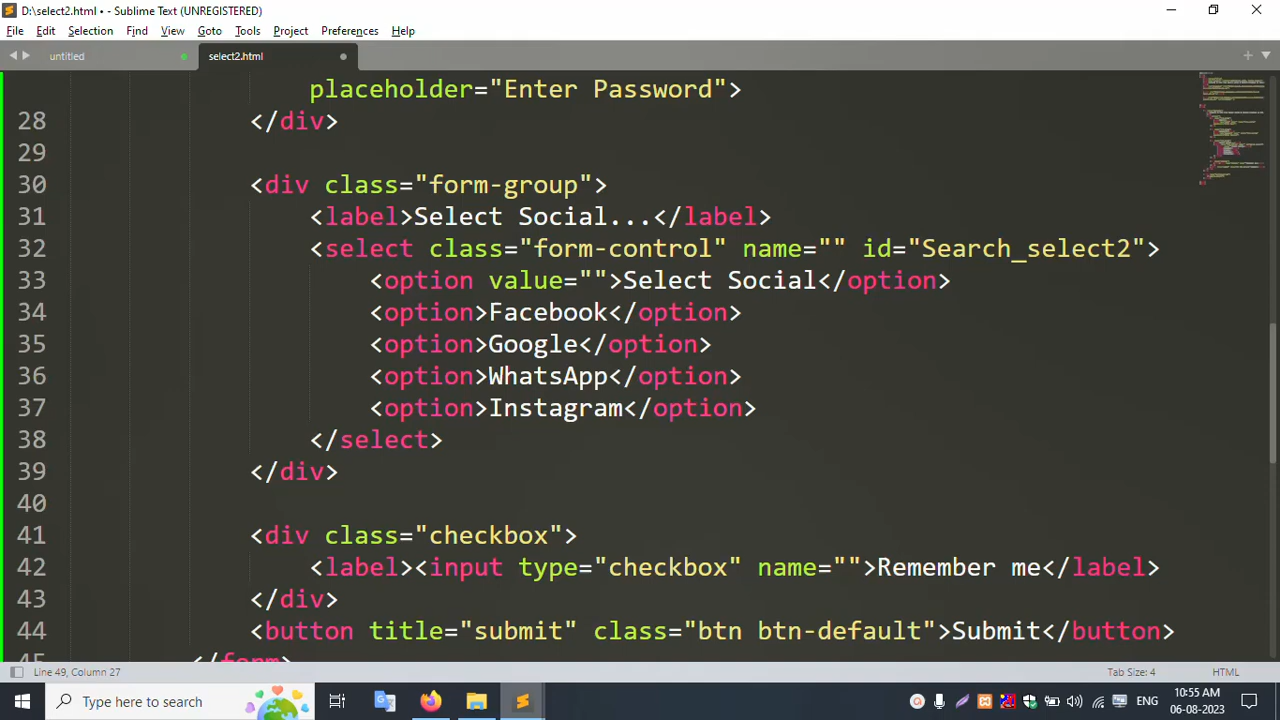 D:\select2.html • - Sublime Text (UNREGISTERED)
File Edit Selection Find View Goto Tools Project Preferences Help
untitled select2.html
placeholder="Enter Password">
28 </div>
29
30 <div class="form-group">
31 <label>Select Social...</label>
32 <select class="form-control" name="" id="Search_select2">
33 <option value="">Select Social</option>
34 <option>Facebook</option>
35 <option>Google</option>
36 <option>WhatsApp</option>
37 <option>Instagram</option>
38 </select>
39 </div>
40
41 <div class="checkbox">
42 <label><input type="checkbox" name="">Remember me</label>
43 </div>
44 <button title="submit" class="btn btn-default">Submit</button>
45 </form>
Line 49, Column 27 Tab Size: 4 HTML
Type here to search ENG 10:55 AM
06-08-2023